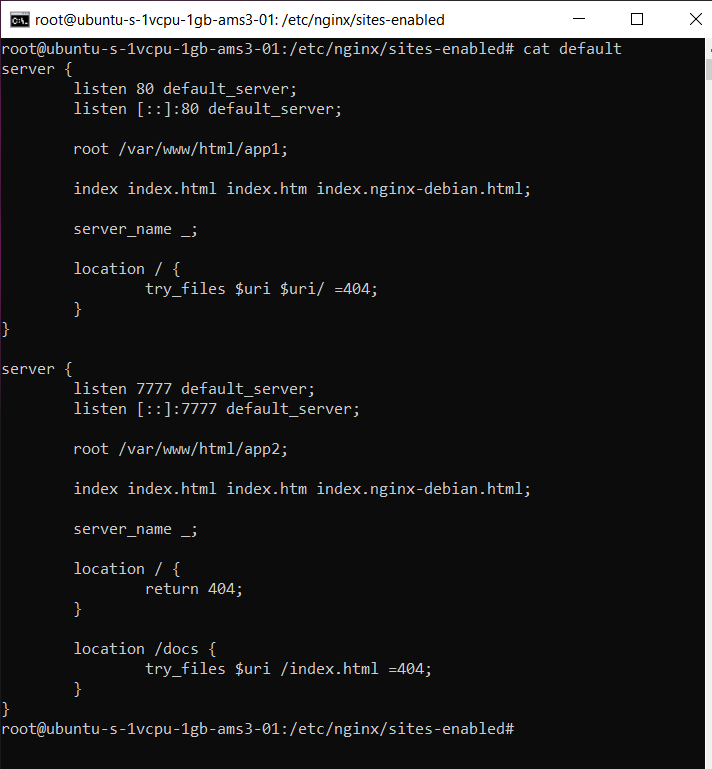 root@ubuntu-s-1vcpu-1gb-ams3-01: /etc/nginx/sites-enabled
root@ubuntu-s-1vcpu-1gb-ams3-01:/etc/nginx/sites-enabled# cat default
server {
        listen 80 default_server;
        listen [::]:80 default_server;

        root /var/www/html/app1;

        index index.html index.htm index.nginx-debian.html;

        server_name _;

        location / {
                try_files $uri $uri/ =404;
        }
}

server {
        listen 7777 default_server;
        listen [::]:7777 default_server;

        root /var/www/html/app2;

        index index.html index.htm index.nginx-debian.html;

        server_name _;

        location / {
                return 404;
        }

        location /docs {
                try_files $uri /index.html =404;
        }
}
root@ubuntu-s-1vcpu-1gb-ams3-01:/etc/nginx/sites-enabled#